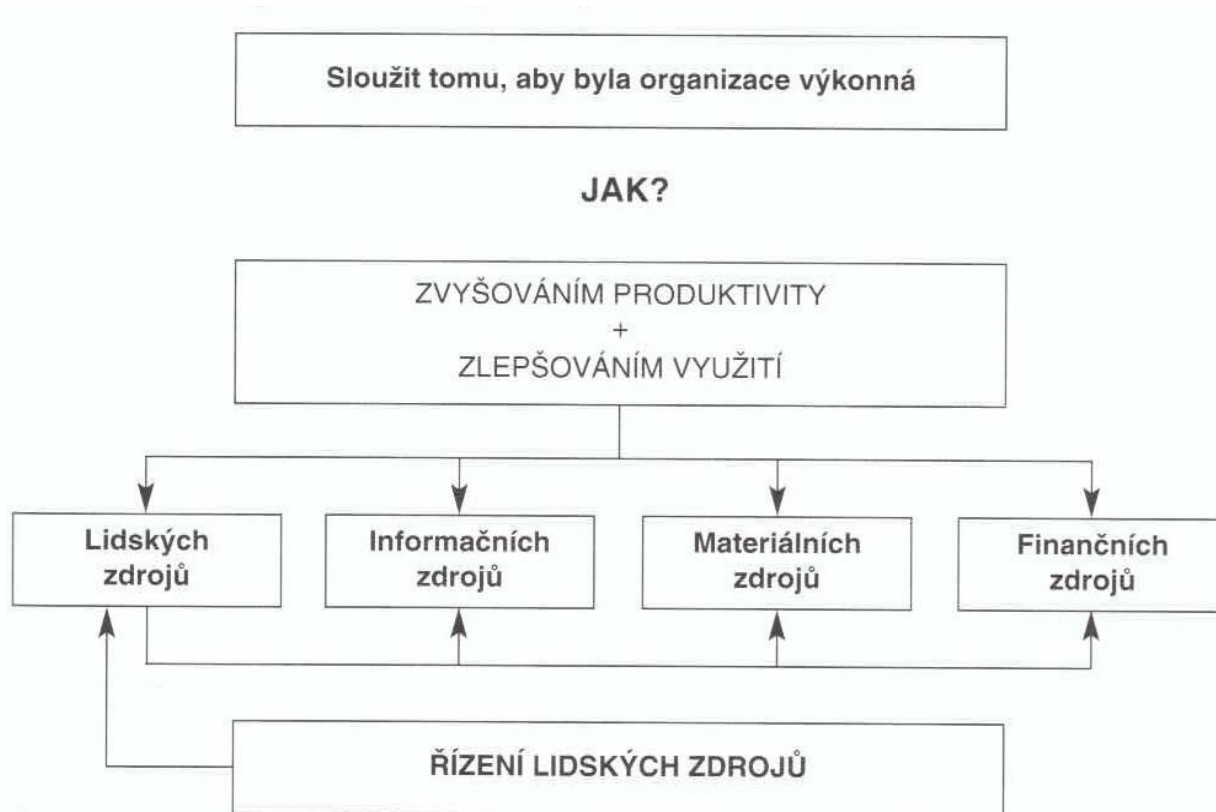 Sloužit tomu, aby byla organizace výkonná
JAK?
ZVYŠOVÁNÍM PRODUKTIVITY
+
ZLEPŠOVÁNÍM VYUŽITÍ
Lidských
zdrojů
Informačních
zdrojů
Materiálních
zdrojů
Finančních
zdrojů
ŘÍZENÍ LIDSKÝCH ZDROJŮ